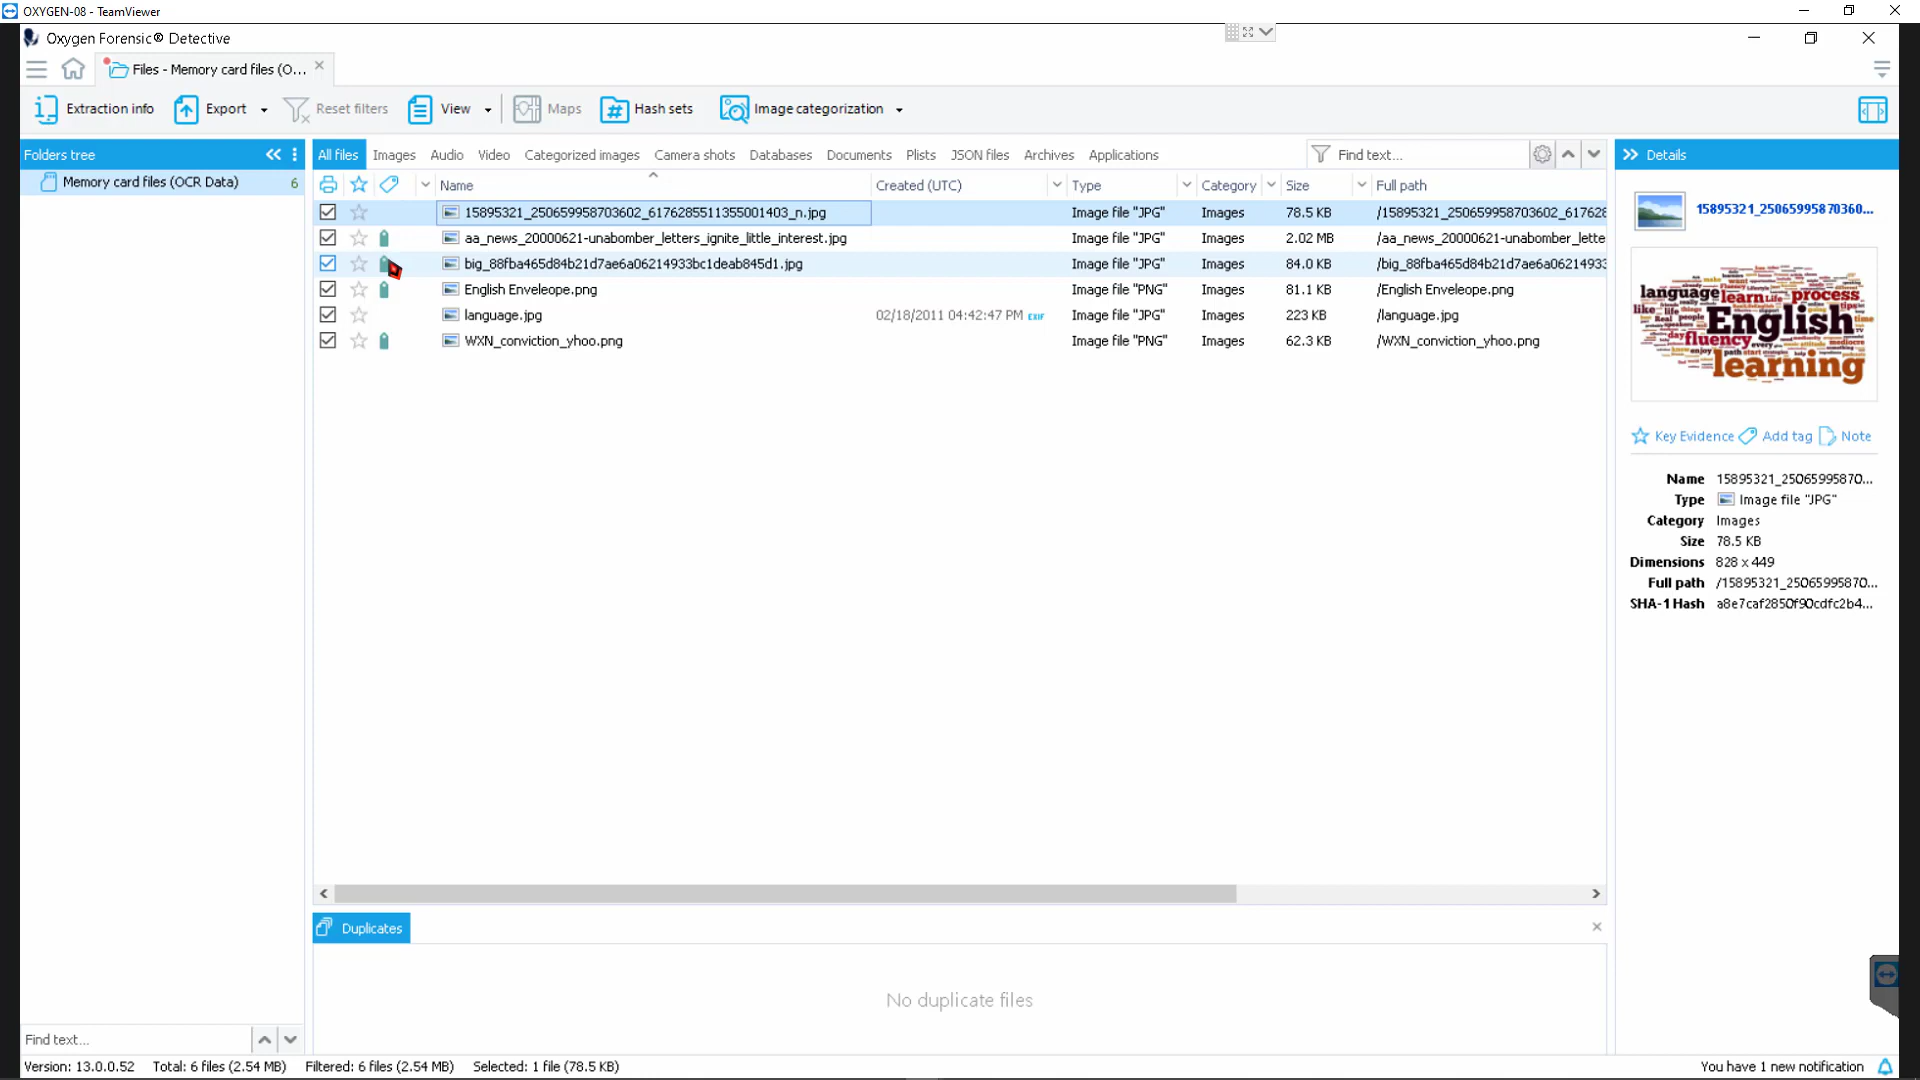 OXYGEN-08 - TeamViewer
Oxygen Forensic® Detective
Files - Memory card files (O...
Extraction info Export Reset filters View Maps Hash sets Image categorization
Folders tree
Memory card files (OCR Data) 6
All files Images Audio Video Categorized images Camera shots Databases Documents Plists JSON files Archives Applications Find text...
Name Created (UTC) Type Category Size Full path
15895321_250659958703602_6176285511355001403_n.jpg Image file "JPG" Images 78.5 KB /15895321_250659958703602_617628
aa_news_20000621-unabomber_letters_ignite_little_interest.jpg Image file "JPG" Images 2.02 MB /aa_news_20000621-unabomber_lette
big_88fba465d84b21d7ae6a06214933bc1deab845d1.jpg Image file "JPG" Images 84.0 KB /big_88fba465d84b21d7ae6a06214933
English Enveleope.png Image file "PNG" Images 81.1 KB /English Enveleope.png
language.jpg 02/18/2011 04:42:47 PM EXIF Image file "JPG" Images 223 KB /language.jpg
WXN_conviction_yhoo.png Image file "PNG" Images 62.3 KB /WXN_conviction_yhoo.png
Details
15895321_25065995870360...
language learn Life process
like life
English
fluency
learning
Key Evidence Add tag Note
Name 15895321_25065995870...
Type Image file "JPG"
Category Images
Size 78.5 KB
Dimensions 828 x 449
Full path /15895321_25065995870...
SHA-1 Hash a8e7caf2850f90cdfc2b4...
Duplicates
No duplicate files
Find text...
Version: 13.0.0.52 Total: 6 files (2.54 MB) Filtered: 6 files (2.54 MB) Selected: 1 file (78.5 KB) You have 1 new notification